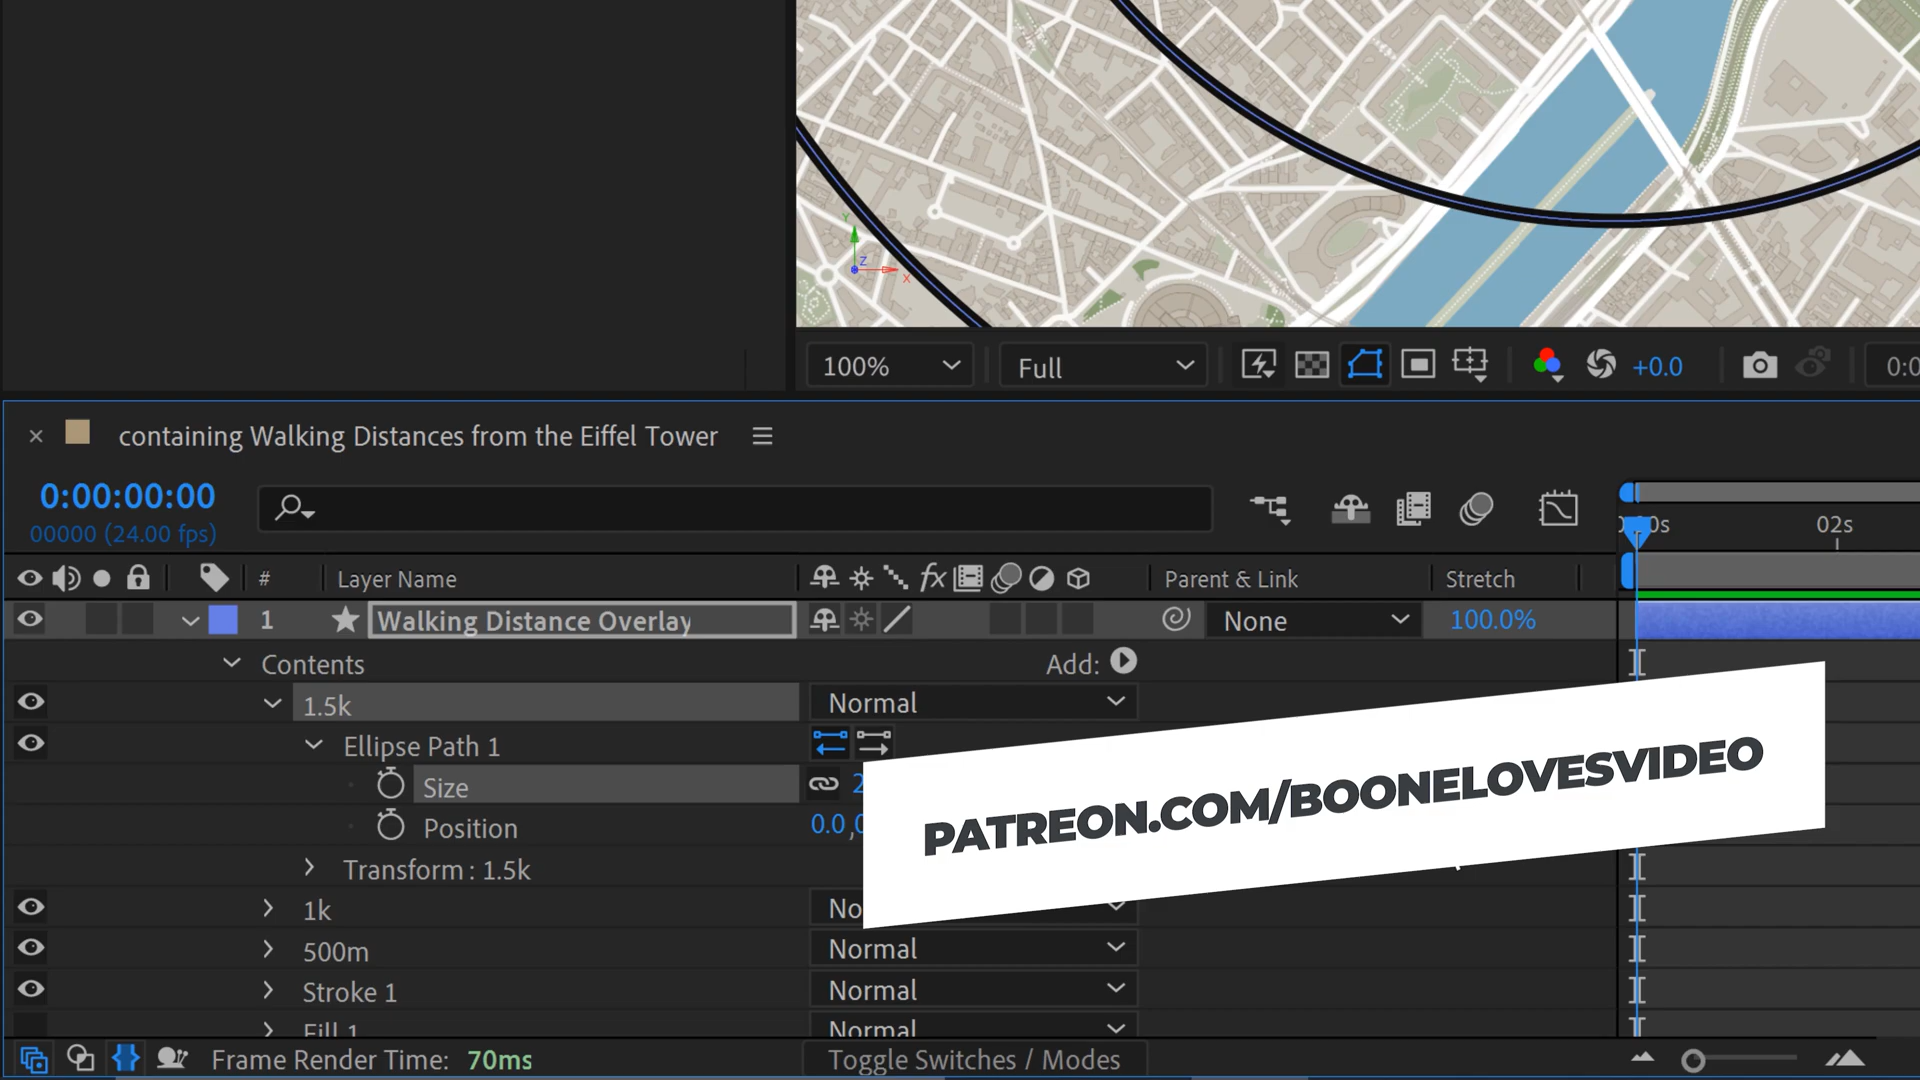 Y
Z
X
100%
Full
+0.0
0:0
containing Walking Distances from the Eiffel Tower
0:00:00:00
00000 (24.00 fps)
02s
# Layer Name fx Parent & Link Stretch
1 Walking Distance Overlay None 100.0%
Contents Add:
1.5k Normal
Ellipse Path 1
Size 2
Position 0.0,0
PATREON.COM/BOONELOVESVIDEO
Transform : 1.5k
1k No
500m Normal
Stroke 1 Normal
Fill 1 Normal
Frame Render Time: 70ms Toggle Switches / Modes